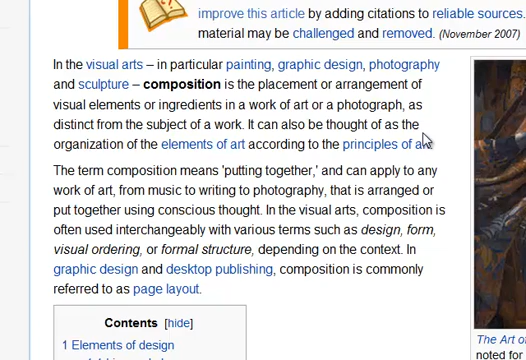 improve this article by adding citations to reliable sources.
material may be challenged and removed. (November 2007)
In the visual arts – in particular painting, graphic design, photography
and sculpture – composition is the placement or arrangement of
visual elements or ingredients in a work of art or a photograph, as
distinct from the subject of a work. It can also be thought of as the
organization of the elements of art according to the principles of
The term composition means 'putting together,' and can apply to any
work of art, from music to writing to photography, that is arranged or
put together using conscious thought. In the visual arts, composition is
often used interchangeably with various terms such as design, form,
visual ordering, or formal structure, depending on the context. In
graphic design and desktop publishing, composition is commonly
referred to as page layout.
Contents [hide]
1 Elements of design
The Art of
noted for